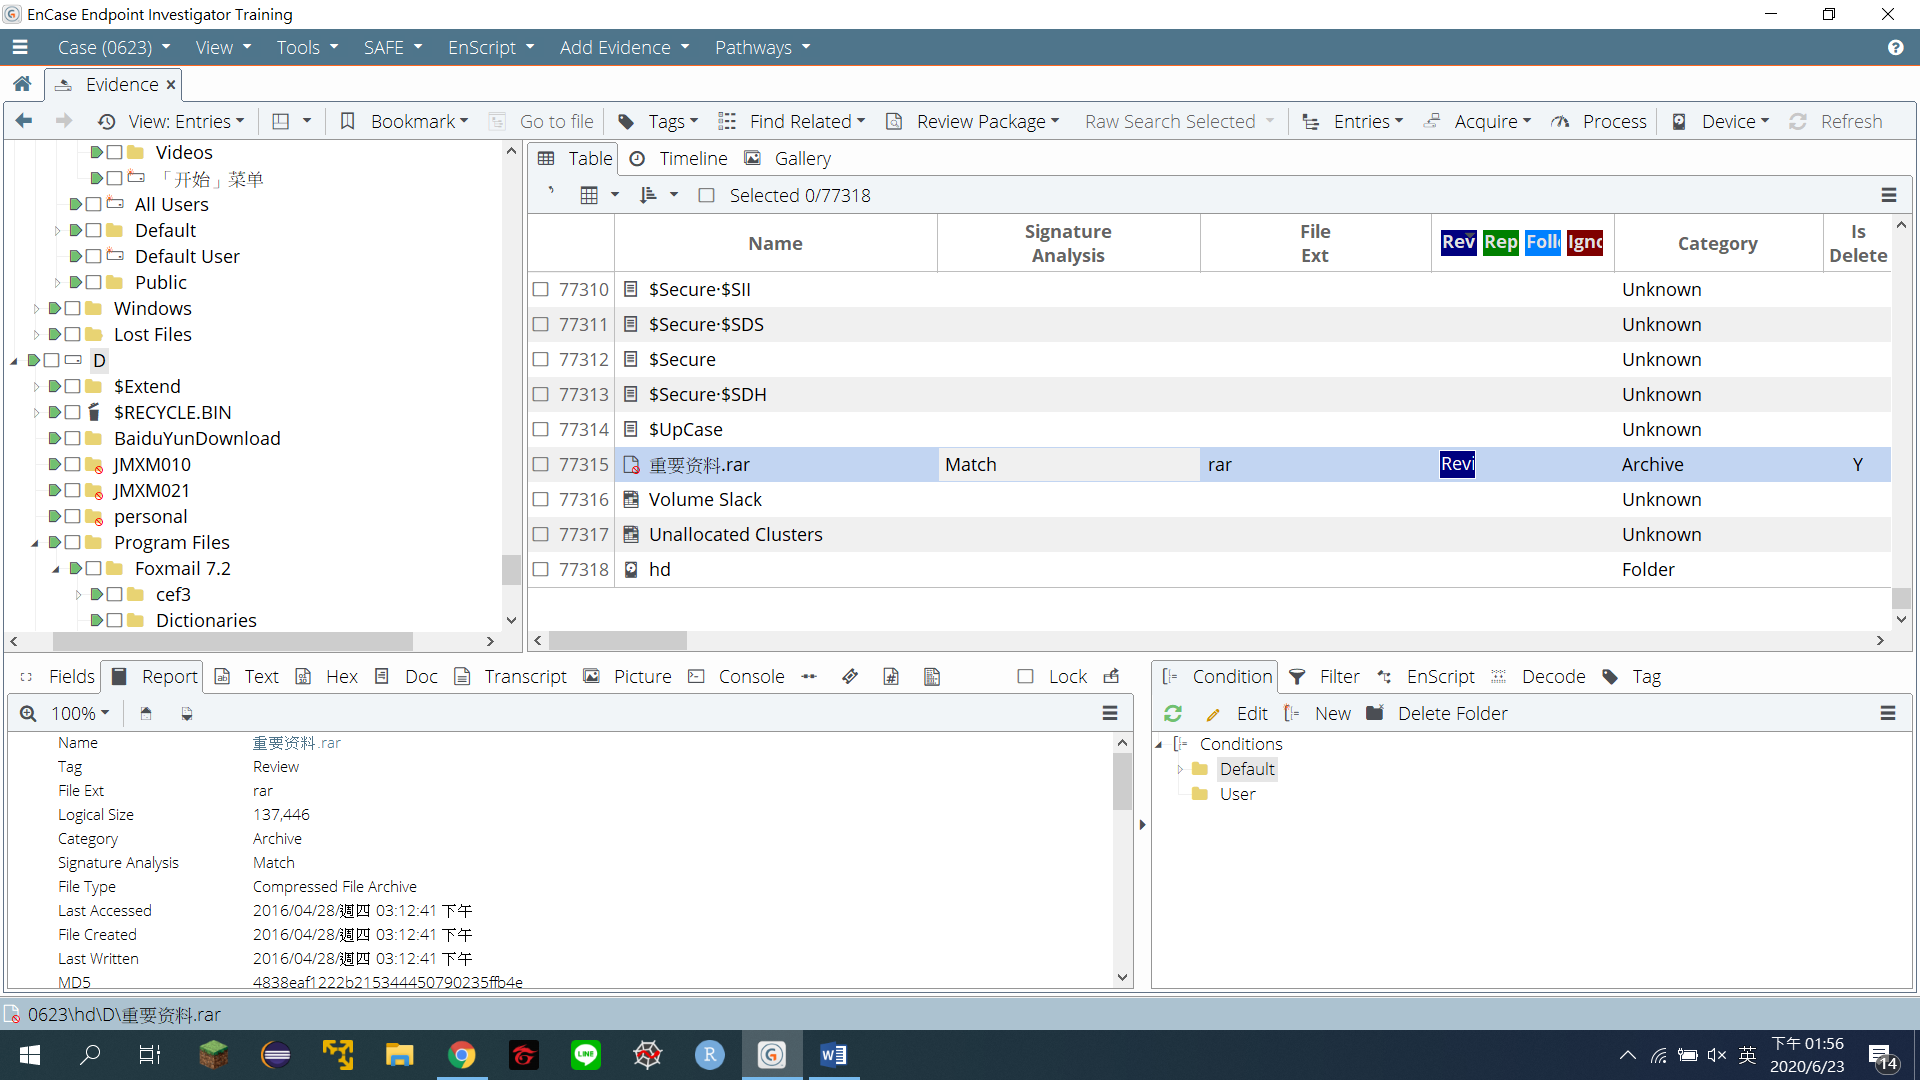 EnCase Endpoint Investigator Training
Case (0623) View Tools SAFE EnScript Add Evidence Pathways
Evidence
View: Entries Bookmark Go to file Tags Find Related Review Package Raw Search Selected Entries Acquire Process Device Refresh
Videos
「开始」菜单
All Users
Default
Default User
Public
Windows
Lost Files
D
$Extend
$RECYCLE.BIN
BaiduYunDownload
JMXM010
JMXM021
personal
Program Files
Foxmail 7.2
cef3
Dictionaries
Table Timeline Gallery
Selected 0/77318
Name Signature Analysis File Ext Rev Rep Foll Igno Category Is Delete
77310 $Secure·$SII Unknown
77311 $Secure·$SDS Unknown
77312 $Secure Unknown
77313 $Secure·$SDH Unknown
77314 $UpCase Unknown
77315 重要资料.rar Match rar Revi Archive Y
77316 Volume Slack Unknown
77317 Unallocated Clusters Unknown
77318 hd Folder
Fields Report Text Hex Doc Transcript Picture Console Lock
100%
Name 重要资料.rar
Tag Review
File Ext rar
Logical Size 137,446
Category Archive
Signature Analysis Match
File Type Compressed File Archive
Last Accessed 2016/04/28/週四 03:12:41 下午
File Created 2016/04/28/週四 03:12:41 下午
Last Written 2016/04/28/週四 03:12:41 下午
MD5 4838eaf1222b215344450790235ffb4e
Condition Filter EnScript Decode Tag
Edit New Delete Folder
Conditions
Default
User
0623\hd\D\重要资料.rar
英
下午 01:56
2020/6/23
14